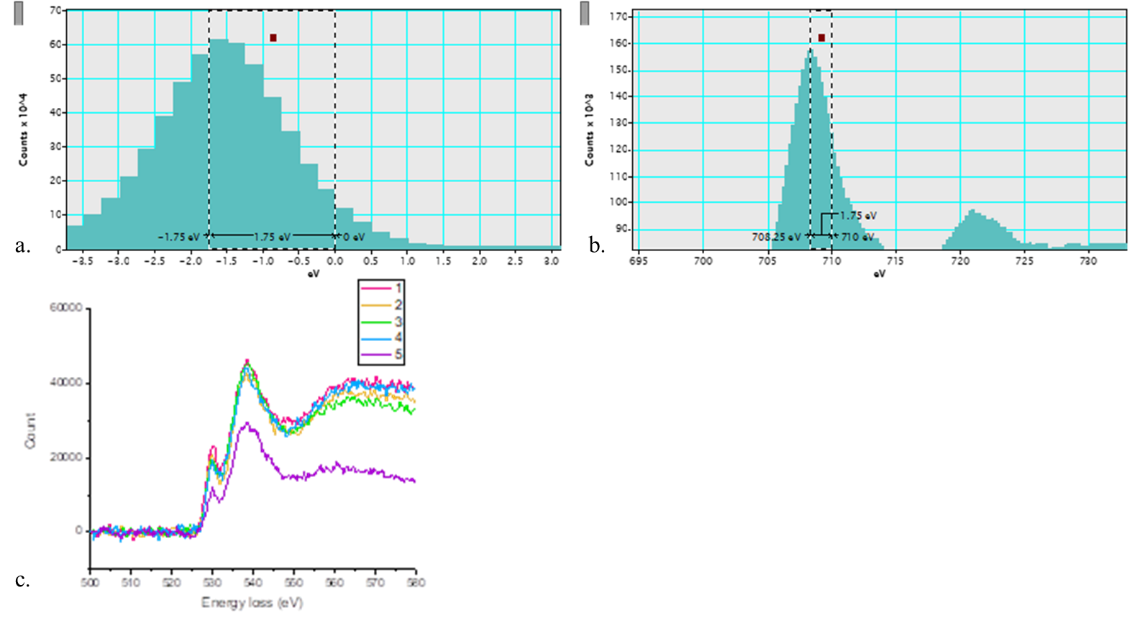 70
60
50
40
30
20
10
0
Counts x 10^4
−1.75 eV
1.75 eV
0 eV
-3.5 -3.0 -2.5 -2.0 -1.5 -1.0 -0.5 0.0 0.5 1.0 1.5 2.0 2.5 3.0
eV
a.
170
160
150
140
130
120
110
100
90
Counts x 10^3
1.75 eV
708.25 eV
710 eV
695 700 705 710 715 720 725 730
eV
b.
1
2
3
4
5
60000
40000
20000
0
Count
500 510 520 530 540 550 560 570 580
Energy loss (eV)
c.